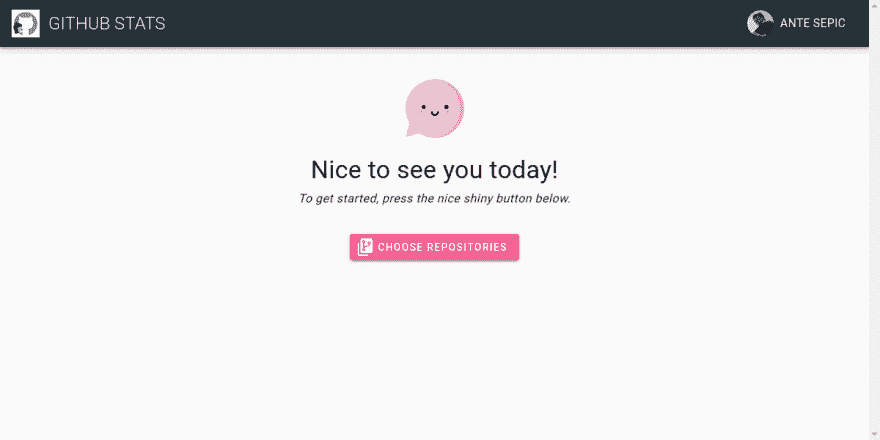 GITHUB STATS
ANTE SEPIC
Nice to see you today!
To get started, press the nice shiny button below.
CHOOSE REPOSITORIES